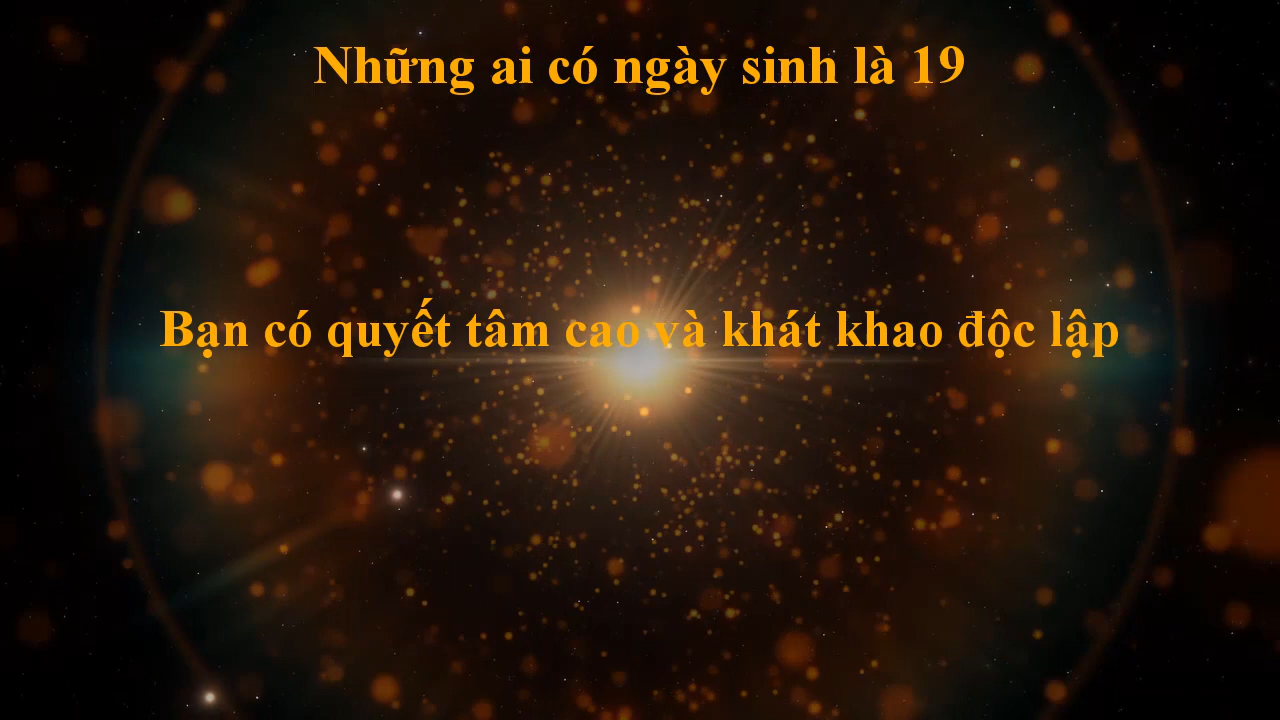 Những ai có ngày sinh là 19
Bạn có quyết tâm cao và khát khao độc lập